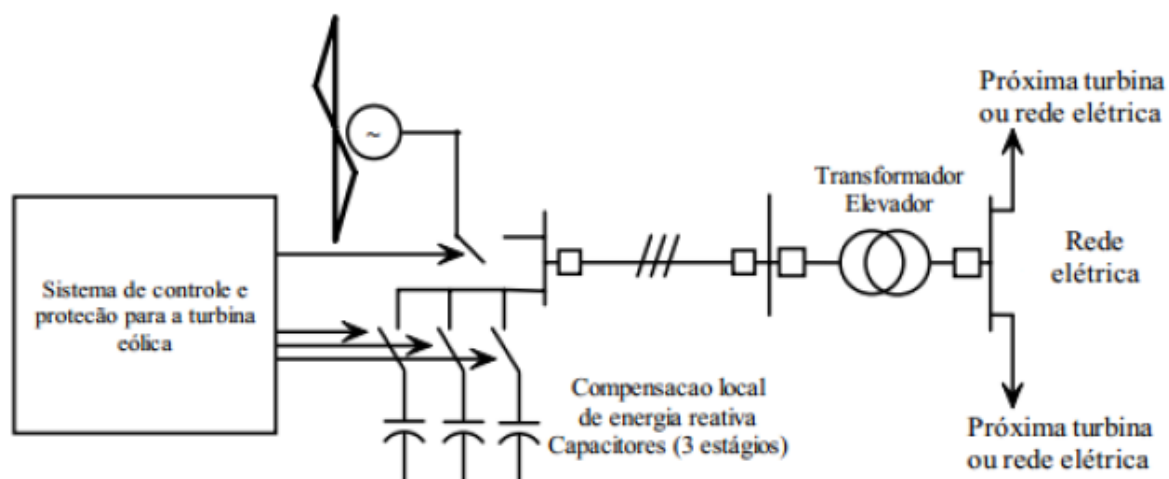 Próxima turbina
ou rede elétrica
~
Transformador
Elevador
Rede
elétrica
Sistema de controle e
protecão para a turbina
eólica
Compensacao local
de energia reativa
Capacitores (3 estágios)
Próxima turbina
ou rede elétrica